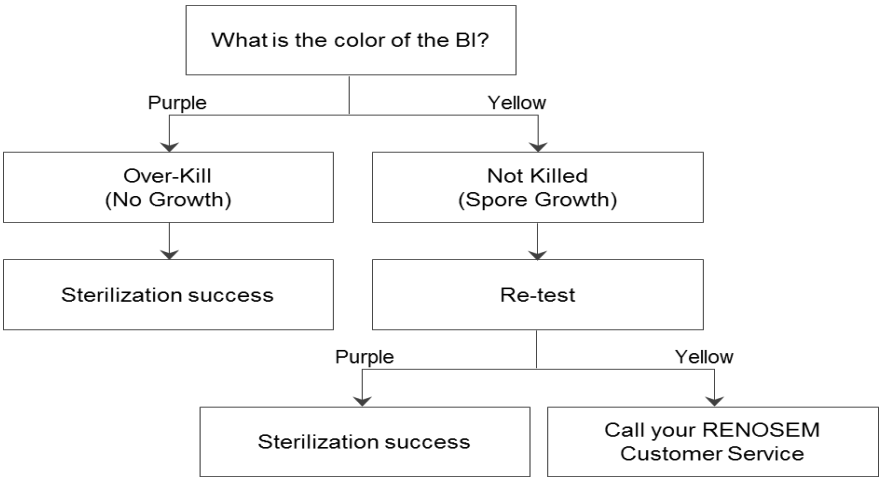 What is the color of the BI?
Purple
Yellow
Over-Kill
(No Growth)
Not Killed
(Spore Growth)
Sterilization success
Re-test
Purple
Yellow
Sterilization success
Call your RENOSEM
Customer Service